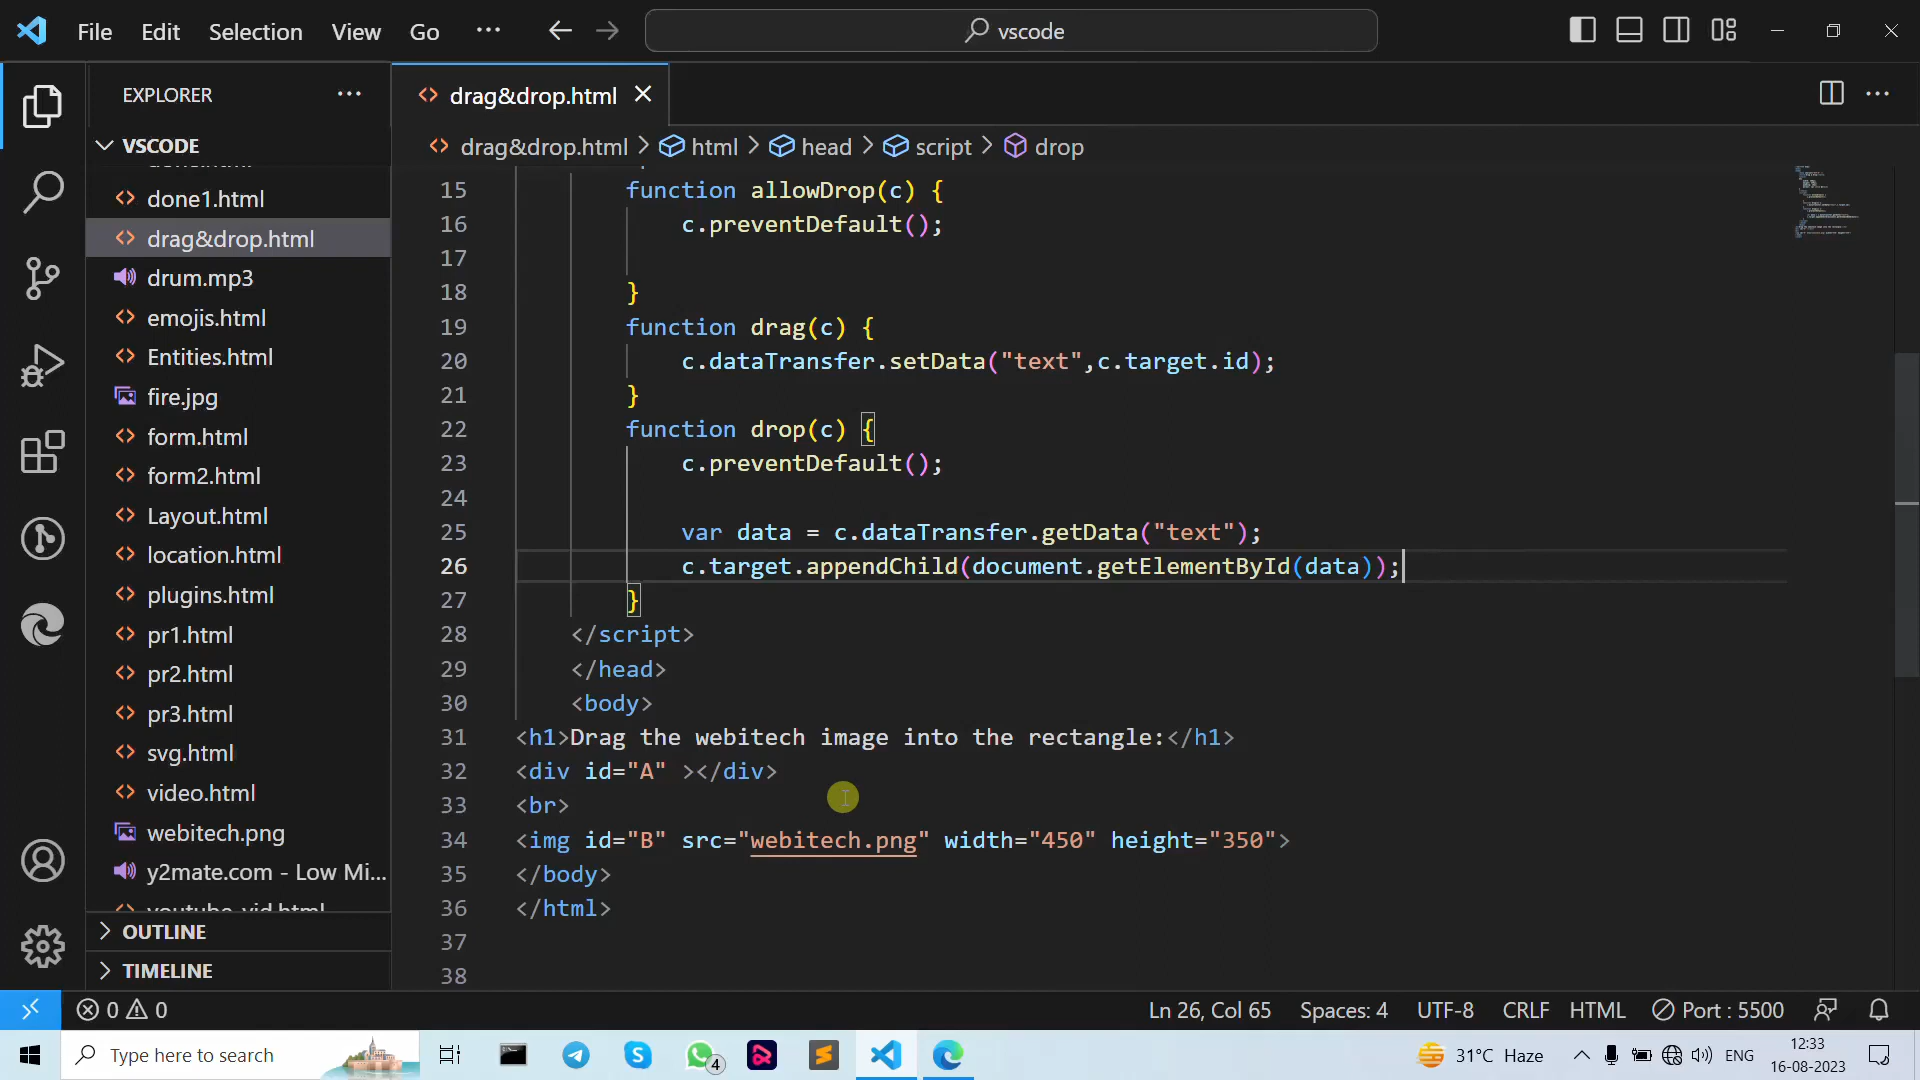 File Edit Selection View Go ··· vscode
EXPLORER ···
VSCODE
done1.html
drag&drop.html
drum.mp3
emojis.html
Entities.html
fire.jpg
form.html
form2.html
Layout.html
location.html
plugins.html
pr1.html
pr2.html
pr3.html
svg.html
video.html
webitech.png
y2mate.com - Low Mi...
OUTLINE
TIMELINE
drag&drop.html
drag&drop.html > html > head > script > drop
15 function allowDrop(c) {
16 c.preventDefault();
17
18 }
19 function drag(c) {
20 c.dataTransfer.setData("text",c.target.id);
21 }
22 function drop(c) {
23 c.preventDefault();
24
25 var data = c.dataTransfer.getData("text");
26 c.target.appendChild(document.getElementById(data));
27 }
28 </script>
29 </head>
30 <body>
31 <h1>Drag the webitech image into the rectangle:</h1>
32 <div id="A" ></div>
33 <br>
34 <img id="B" src="webitech.png" width="450" height="350">
35 </body>
36 </html>
37
38
0 0 Ln 26, Col 65 Spaces: 4 UTF-8 CRLF HTML Port : 5500
Type here to search 4 31°C Haze ENG 12:33
16-08-2023